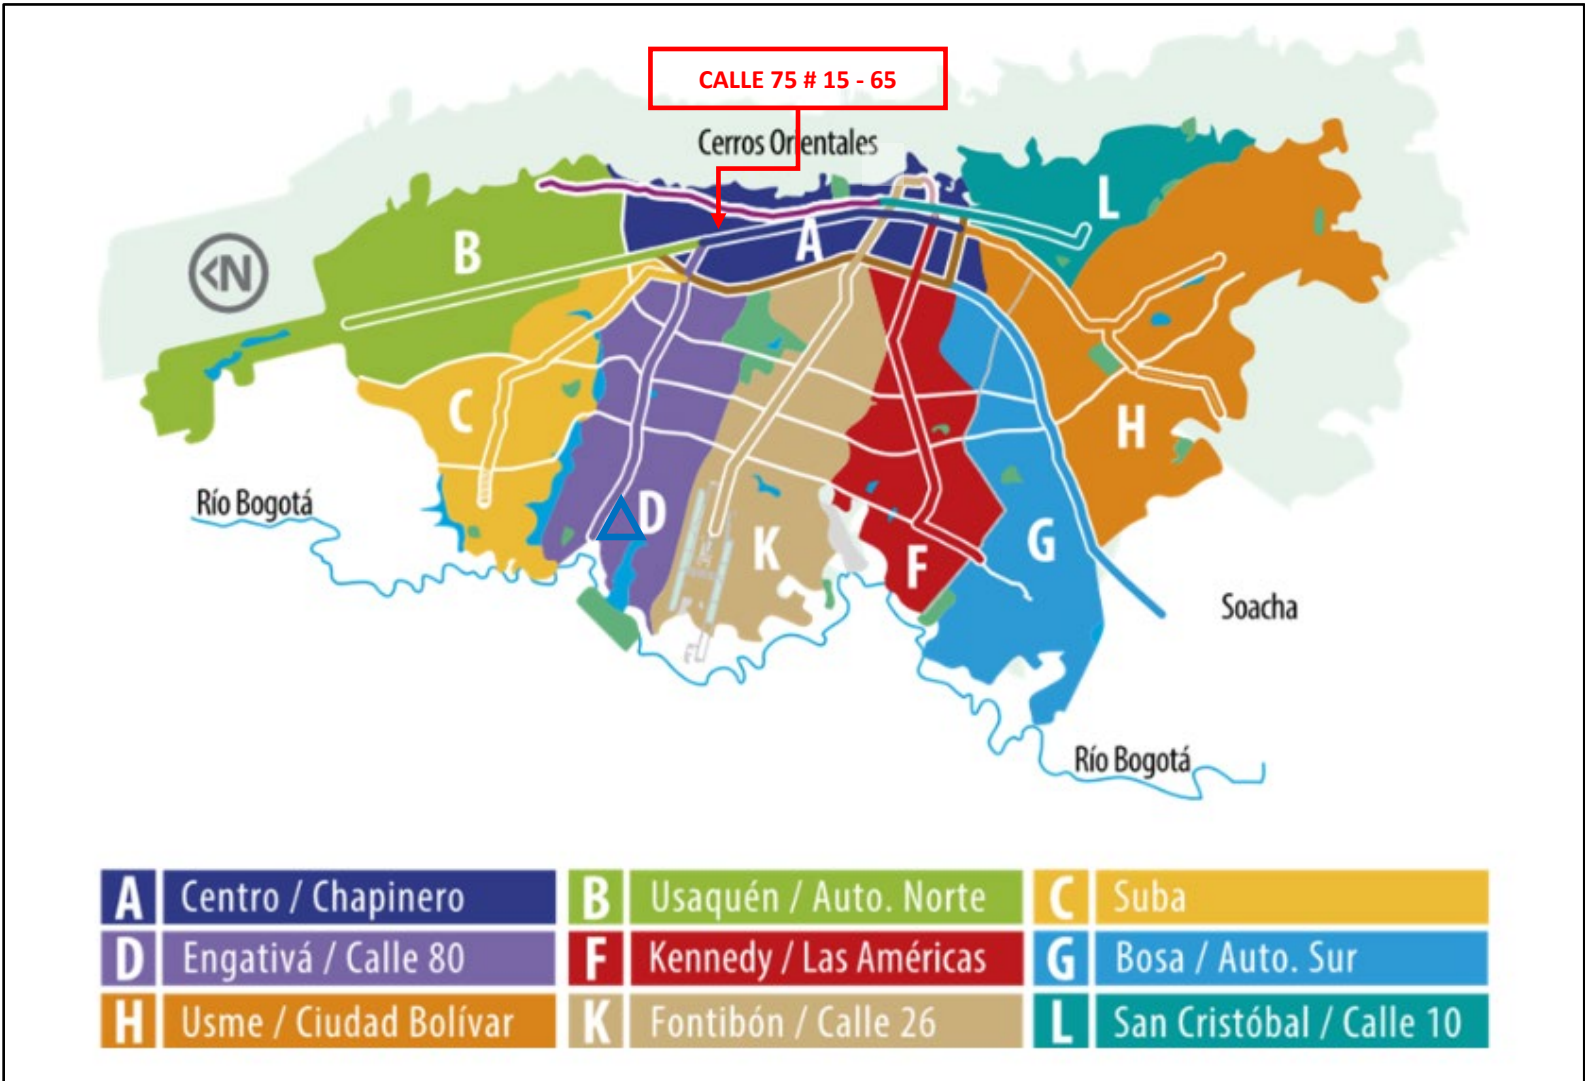 CALLE 75 # 15 - 65
Cerros Orientales
L
B
A
N
C
H
Río Bogotá
D
K
G
F
Soacha
Río Bogotá
A Centro / Chapinero
B Usaquén / Auto. Norte
C Suba
D Engativá / Calle 80
F Kennedy / Las Américas
G Bosa / Auto. Sur
H Usme / Ciudad Bolívar
K Fontibón / Calle 26
L San Cristóbal / Calle 10